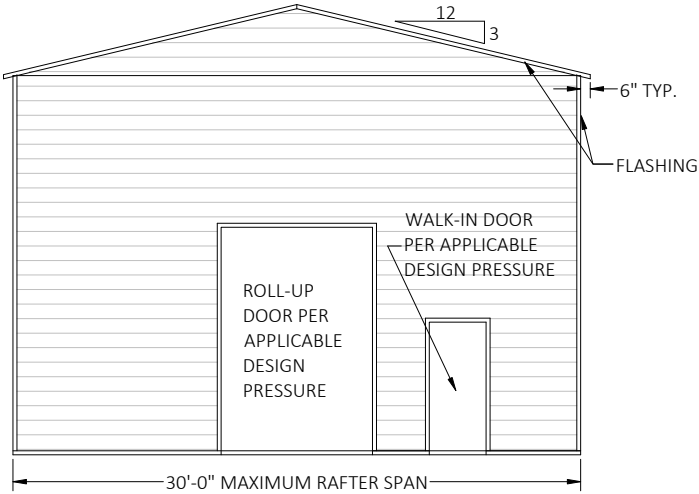 12
3
6" TYP.
FLASHING
WALK-IN DOOR
PER APPLICABLE
DESIGN PRESSURE
ROLL-UP
DOOR PER
APPLICABLE
DESIGN
PRESSURE
30'-0" MAXIMUM RAFTER SPAN